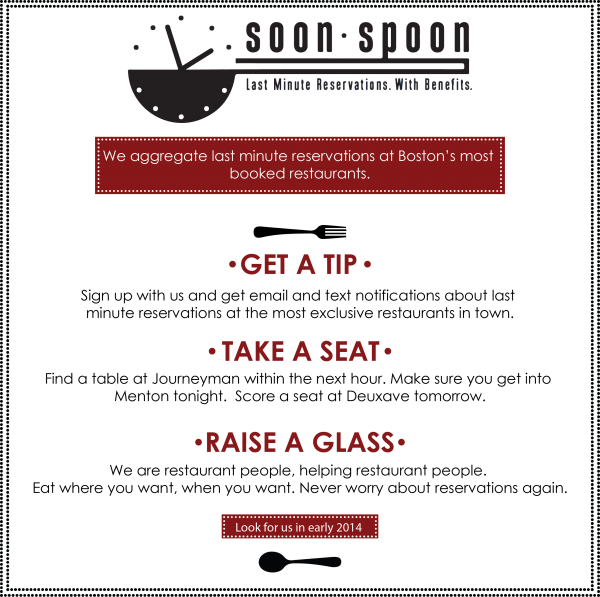 soon·spoon
Last Minute Reservations. With Benefits.
We aggregate last minute reservations at Boston's most
booked restaurants.
•GET A TIP•
Sign up with us and get email and text notifications about last
minute reservations at the most exclusive restaurants in town.
•TAKE A SEAT•
Find a table at Journeyman within the next hour. Make sure you get into
Menton tonight.  Score a seat at Deuxave tomorrow.
•RAISE A GLASS•
We are restaurant people, helping restaurant people.
Eat where you want, when you want. Never worry about reservations again.
Look for us in early 2014